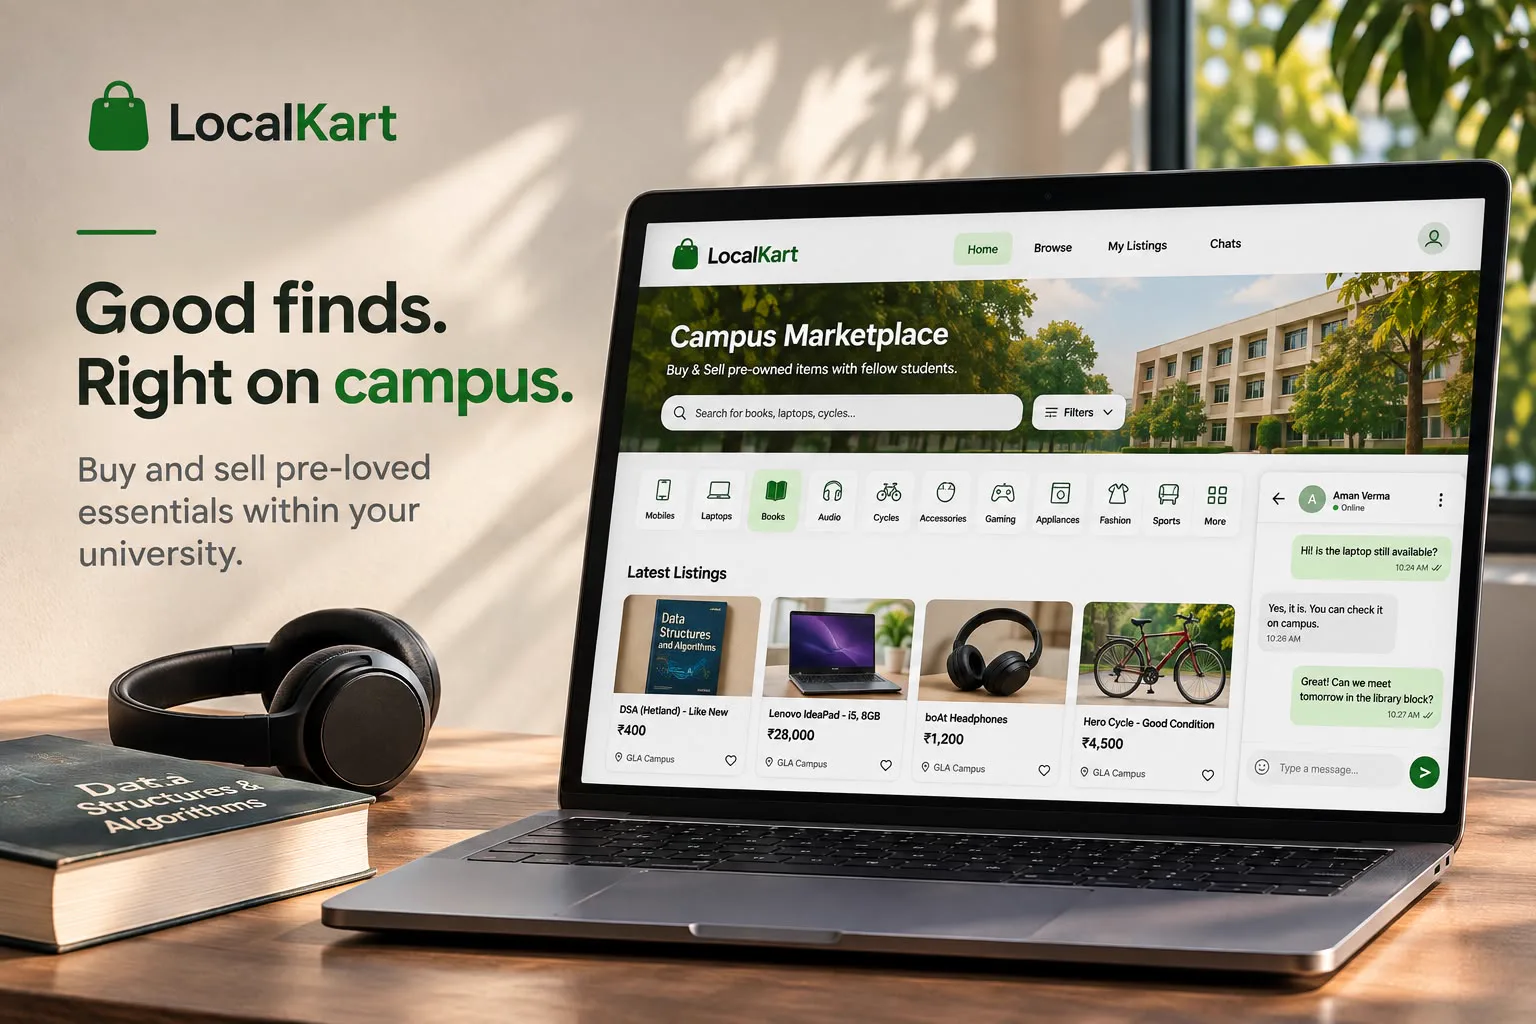 LocalKart
Good finds.
Right on campus.
Buy and sell pre-loved
essentials within your
university.
Data
Structures &
Algorithms
LocalKart
Home
Browse
My Listings
Chats
Campus Marketplace
Buy & Sell pre-owned items with fellow students.
Search for books, laptops, cycles...
Filters
Mobiles
Laptops
Books
Audio
Cycles
Accessories
Gaming
Appliances
Fashion
Sports
More
Latest Listings
Data
Structures
and Algorithms
DSA (Hetland) - Like New
₹400
GLA Campus
Lenovo IdeaPad - i5, 8GB
₹28,000
GLA Campus
boAt Headphones
₹1,200
GLA Campus
Hero Cycle - Good Condition
₹4,500
GLA Campus
A
Aman Verma
Online
Hi! is the laptop still available?
10:24 AM
Yes, it is. You can check it
on campus.
10:26 AM
Great! Can we meet
tomorrow in the library block?
10:27 AM
Type a message...